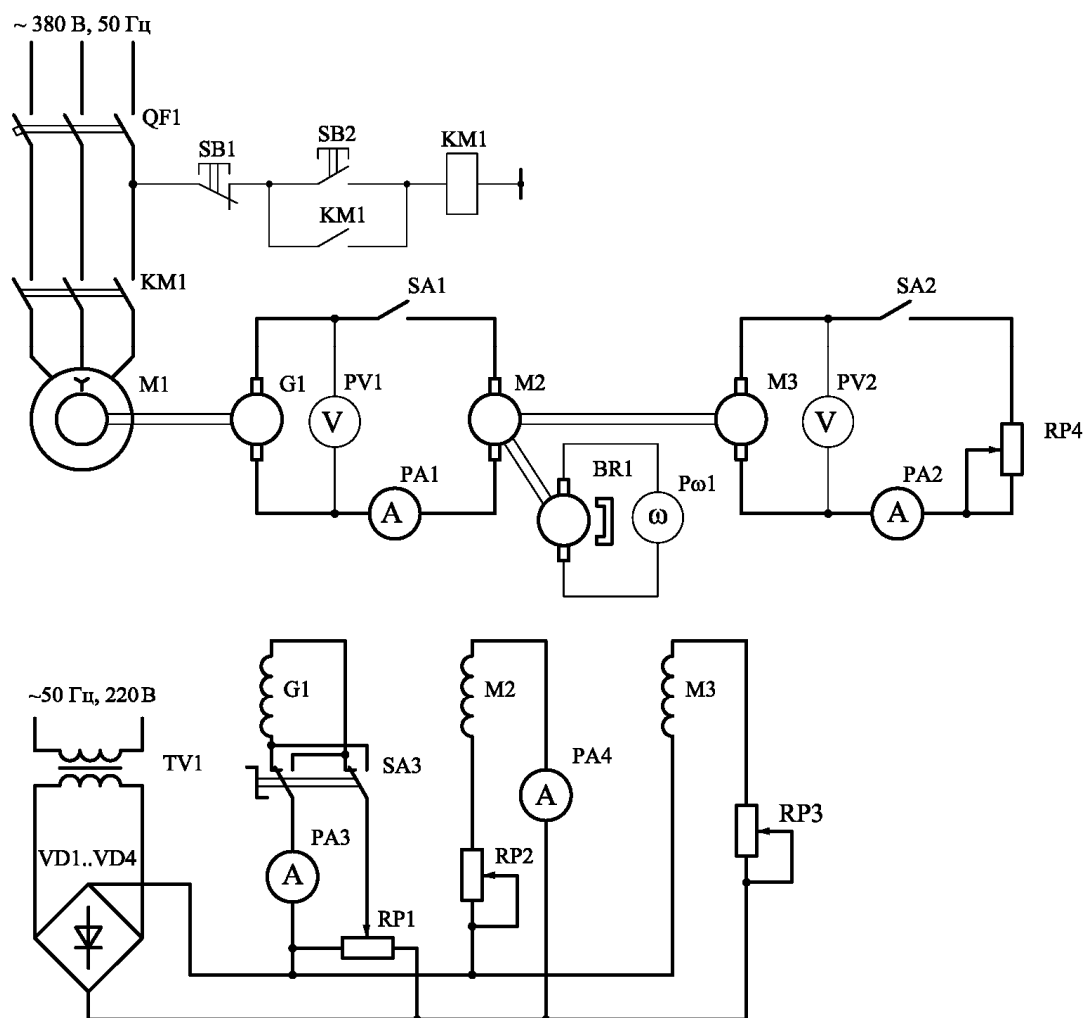 ~ 380 В, 50 Гц
QF1
SB1
SB2
KM1
KM1
KM1
SA1
SA2
M1
G1
PV1
M2
M3
PV2
V
V
RP4
PA1
BR1
Pω1
PA2
A
ω
A
G1
M2
M3
~50 Гц, 220 В
TV1
SA3
PA4
A
RP3
VD1..VD4
PA3
RP2
A
RP1